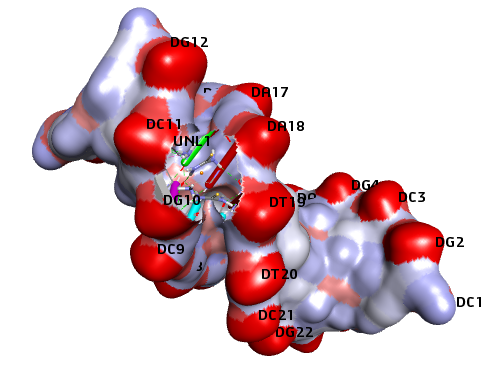 DG12
DA17
DC11
UNL1
DA18
DG10
DT19
DG4
DC3
DC9
DG2
DT20
DC1
DC21
DG22